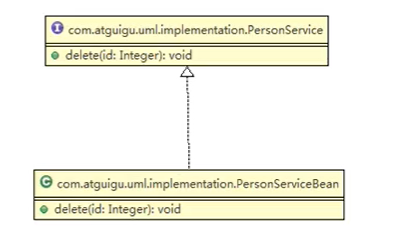 I com.atguigu.uml.implementation.PersonService
delete(id: Integer): void
C com.atguigu.uml.implementation.PersonServiceBean
delete(id: Integer): void